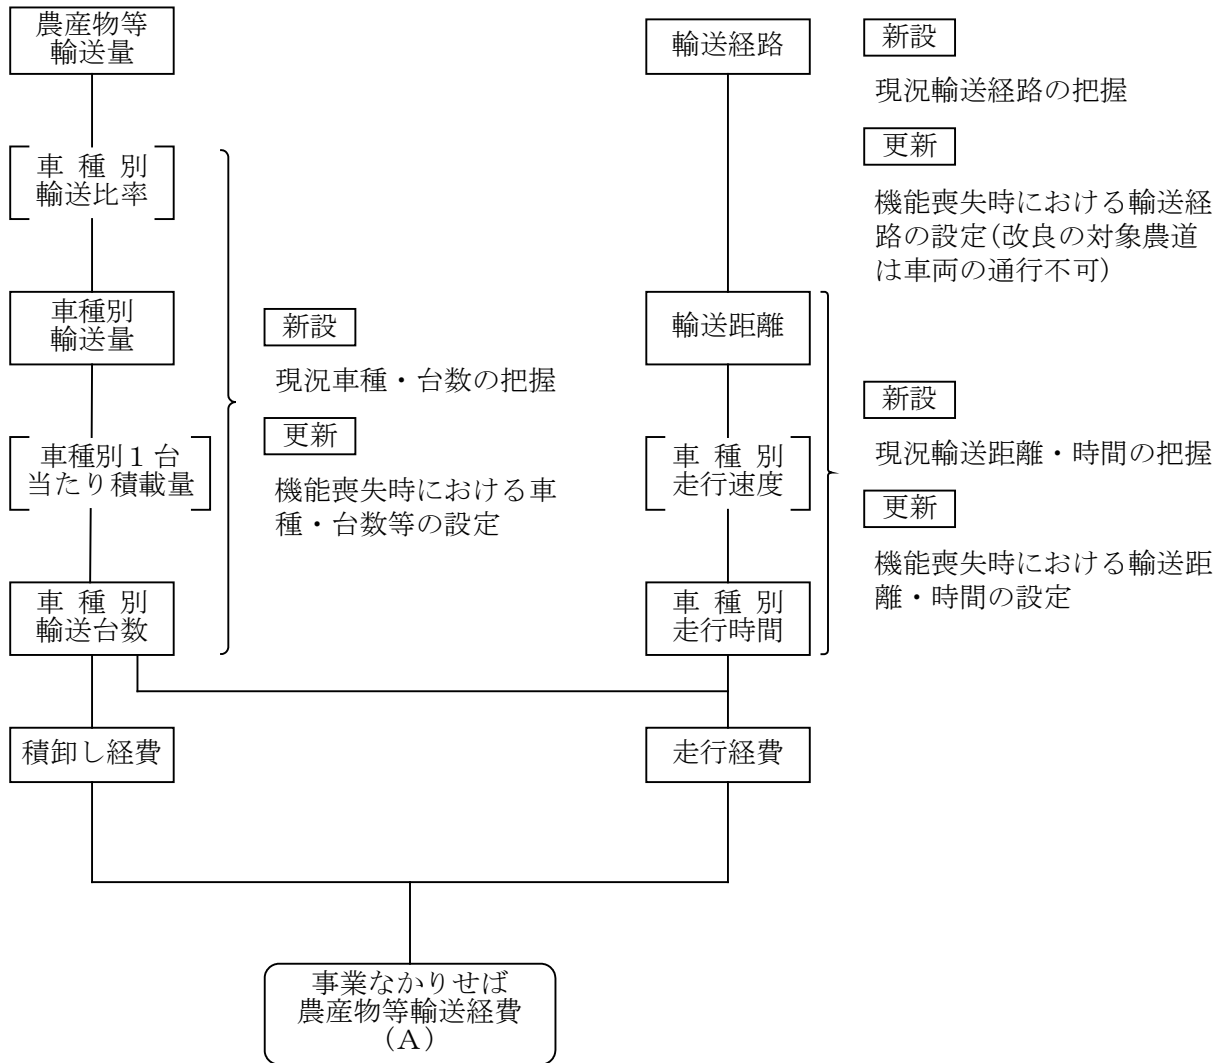 農産物等
輸送量
車 種 別
輸送比率
車種別
輸送量
車種別１台
当たり積載量
車 種 別
輸送台数
積卸し経費
新設
現況車種・台数の把握
更新
機能喪失時における車
種・台数等の設定
輸送経路
輸送距離
車 種 別
走行速度
車 種 別
走行時間
走行経費
新設
現況輸送経路の把握
更新
機能喪失時における輸送経
路の設定(改良の対象農道
は車両の通行不可)
新設
現況輸送距離・時間の把握
更新
機能喪失時における輸送距
離・時間の設定
事業なかりせば
農産物等輸送経費
（A）